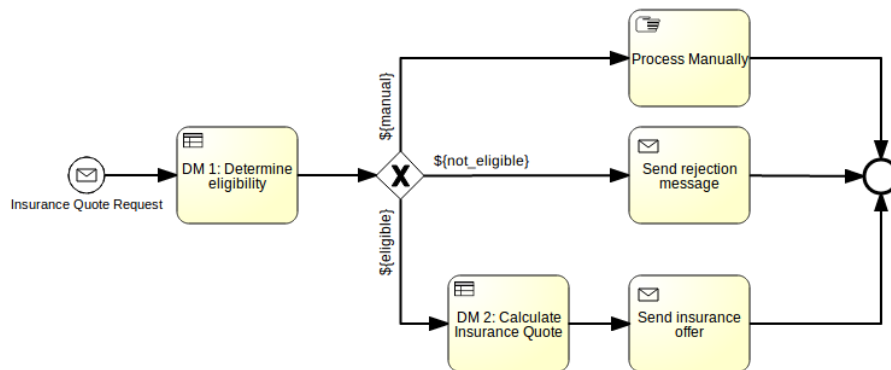 Process Manually
${manual}
DM 1: Determine
eligibility
${not_eligible}
Send rejection
message
Insurance Quote Request
${eligible}
DM 2: Calculate
Insurance Quote
Send insurance
offer